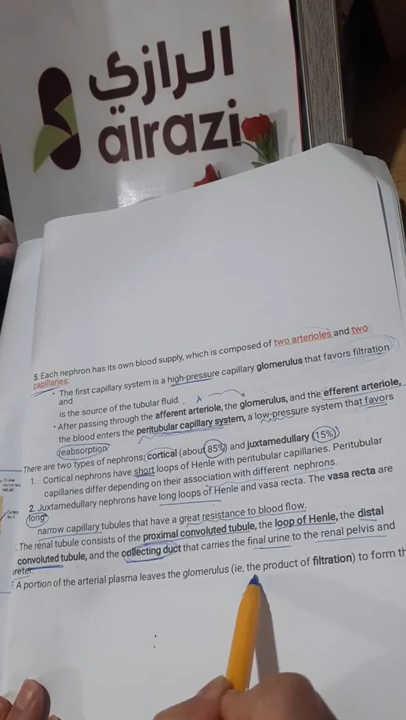 الرازي
alrazi
5. Each nephron has its own blood supply, which is composed of two arterioles and two
capillaries:
• The first capillary system is a high-pressure capillary glomerulus that favors filtration
and
is the source of the tubular fluid.
• After passing through the afferent arteriole, the glomerulus, and the efferent arteriole,
the blood enters the peritubular capillary system, a low-pressure system that favors
reabsorption
There are two types of nephrons; cortical (about 85%) and juxtamedullary (15%)
1. Cortical nephrons have short loops of Henle with peritubular capillaries. Peritubular
capillaries differ depending on their association with different nephrons.
2. Juxtamedullary nephrons have long loops of Henle and vasa recta. The vasa recta are
long
narrow capillary tubules that have a great resistance to blood flow.
The renal tubule consists of the proximal convoluted tubule, the loop of Henle, the distal
convoluted tubule, and the collecting duct that carries the final urine to the renal pelvis and
ureter.
A portion of the arterial plasma leaves the glomerulus (ie, the product of filtration) to form